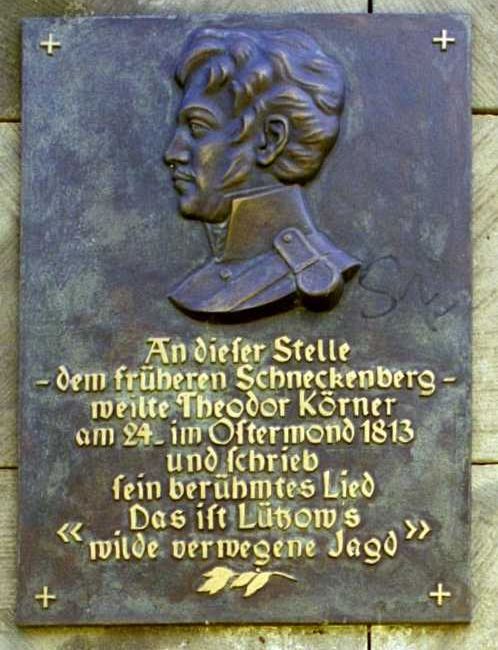 An dieſer Stelle
- dem früheren Schneckenberg -
weilte Theodor Körner
am 24. im Oſtermond 1813
und ſchrieb
ſein berühmtes Lied
« Das iſt Lützow's
wilde verwegene Jagd »